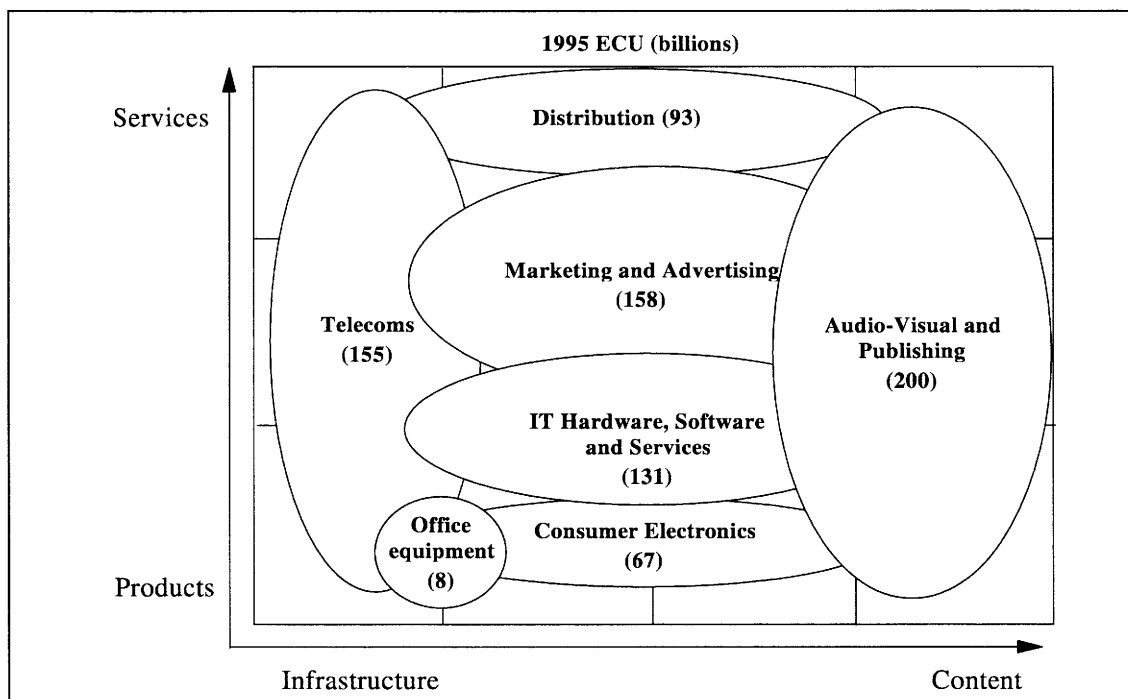 1995 ECU (billions)
Services
Distribution (93)
Marketing and Advertising
(158)
Telecoms
(155)
Audio-Visual and
Publishing
(200)
IT Hardware, Software
and Services
(131)
Office
equipment
(8)
Consumer Electronics
(67)
Products
Infrastructure
Content